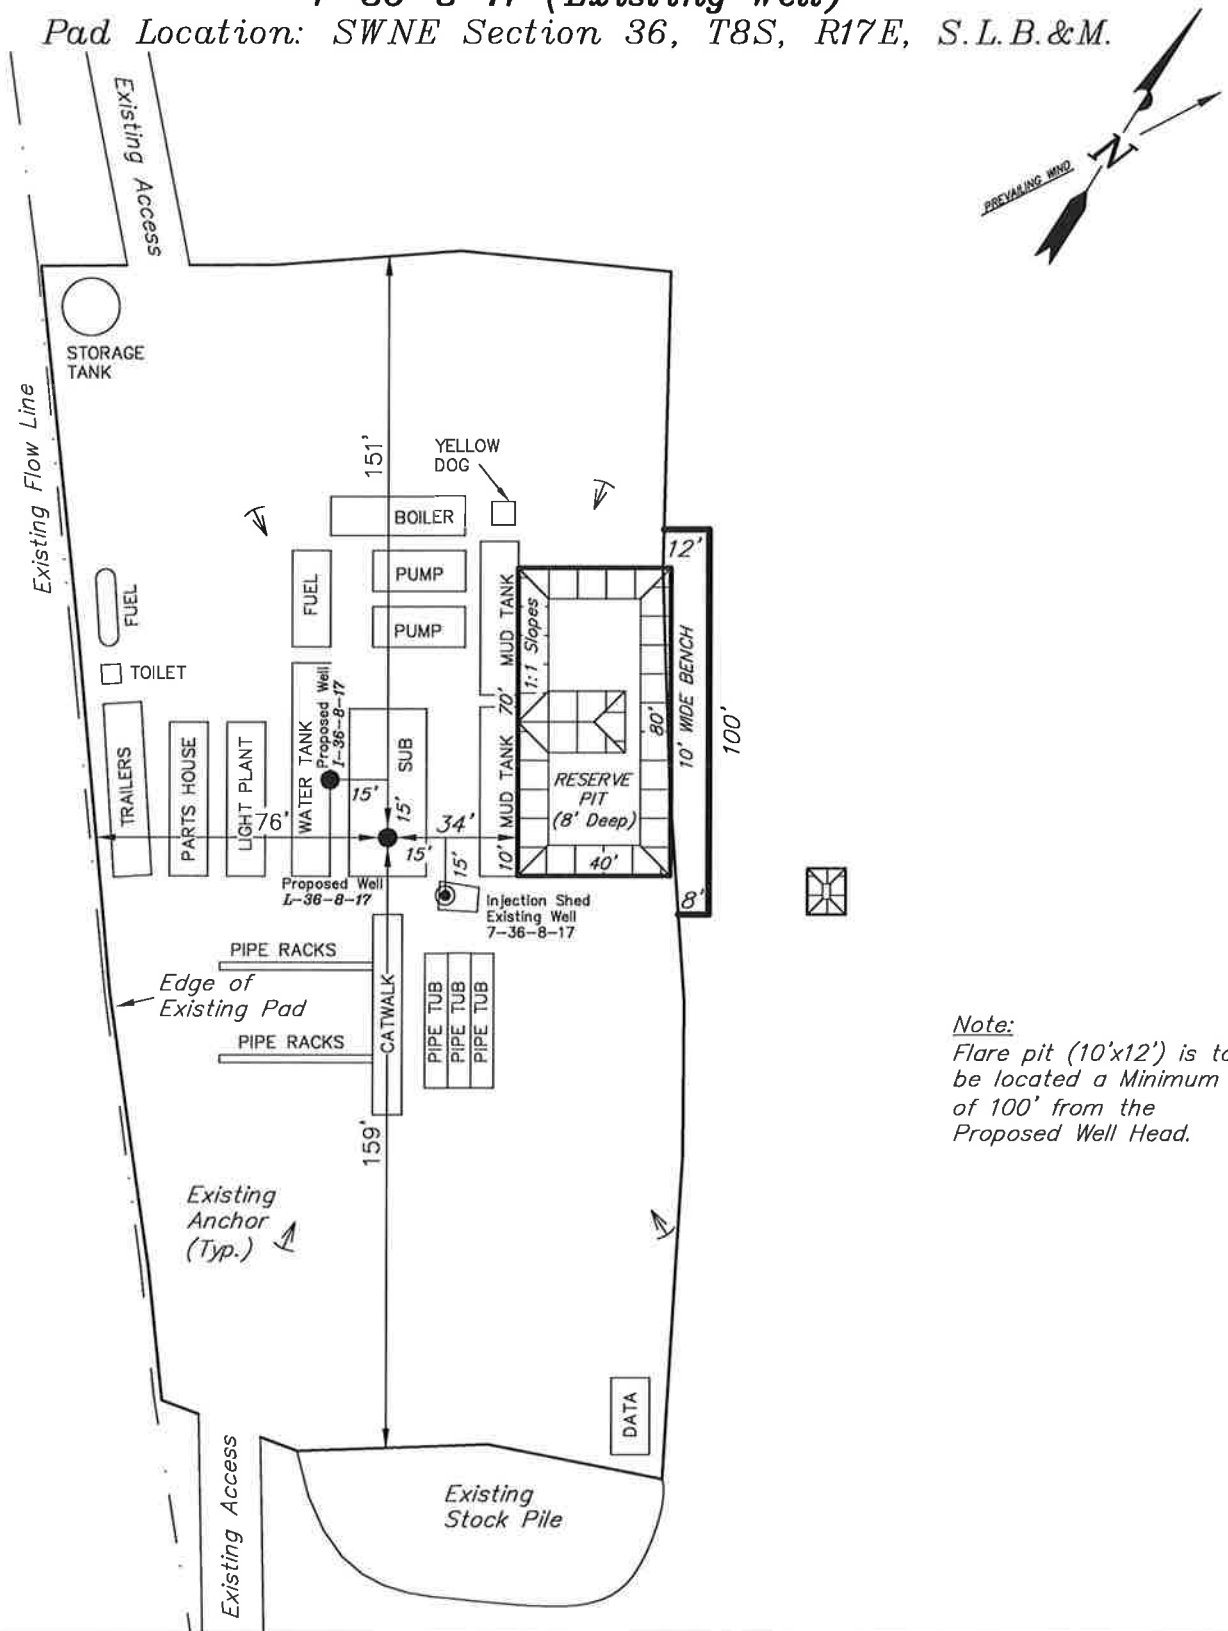 7-36-8-17 (Existing Well)
Pad Location: SWNE Section 36, T8S, R17E, S.L.B.&M.
Existing Access
N
PREVAILING WIND
STORAGE
TANK
Existing Flow Line
151'
YELLOW
DOG
BOILER
PUMP
PUMP
FUEL
FUEL
TOILET
TRAILERS
PARTS HOUSE
LIGHT PLANT
WATER TANK
Proposed Well
I-36-8-17
SUB
MUD TANK
MUD TANK
70'
1:1 Slopes
12'
10' WIDE BENCH
80'
100'
RESERVE
PIT
(8' Deep)
40'
8'
10'
76'
15'
15'
15'
15'
34'
Proposed Well
L-36-8-17
Injection Shed
Existing Well
7-36-8-17
PIPE RACKS
Edge of
Existing Pad
PIPE RACKS
CATWALK
PIPE TUB
PIPE TUB
PIPE TUB
Note:
Flare pit (10'x12') is to
be located a Minimum
of 100' from the
Proposed Well Head.
159'
Existing
Anchor
(Typ.)
DATA
Existing
Stock Pile
Existing Access